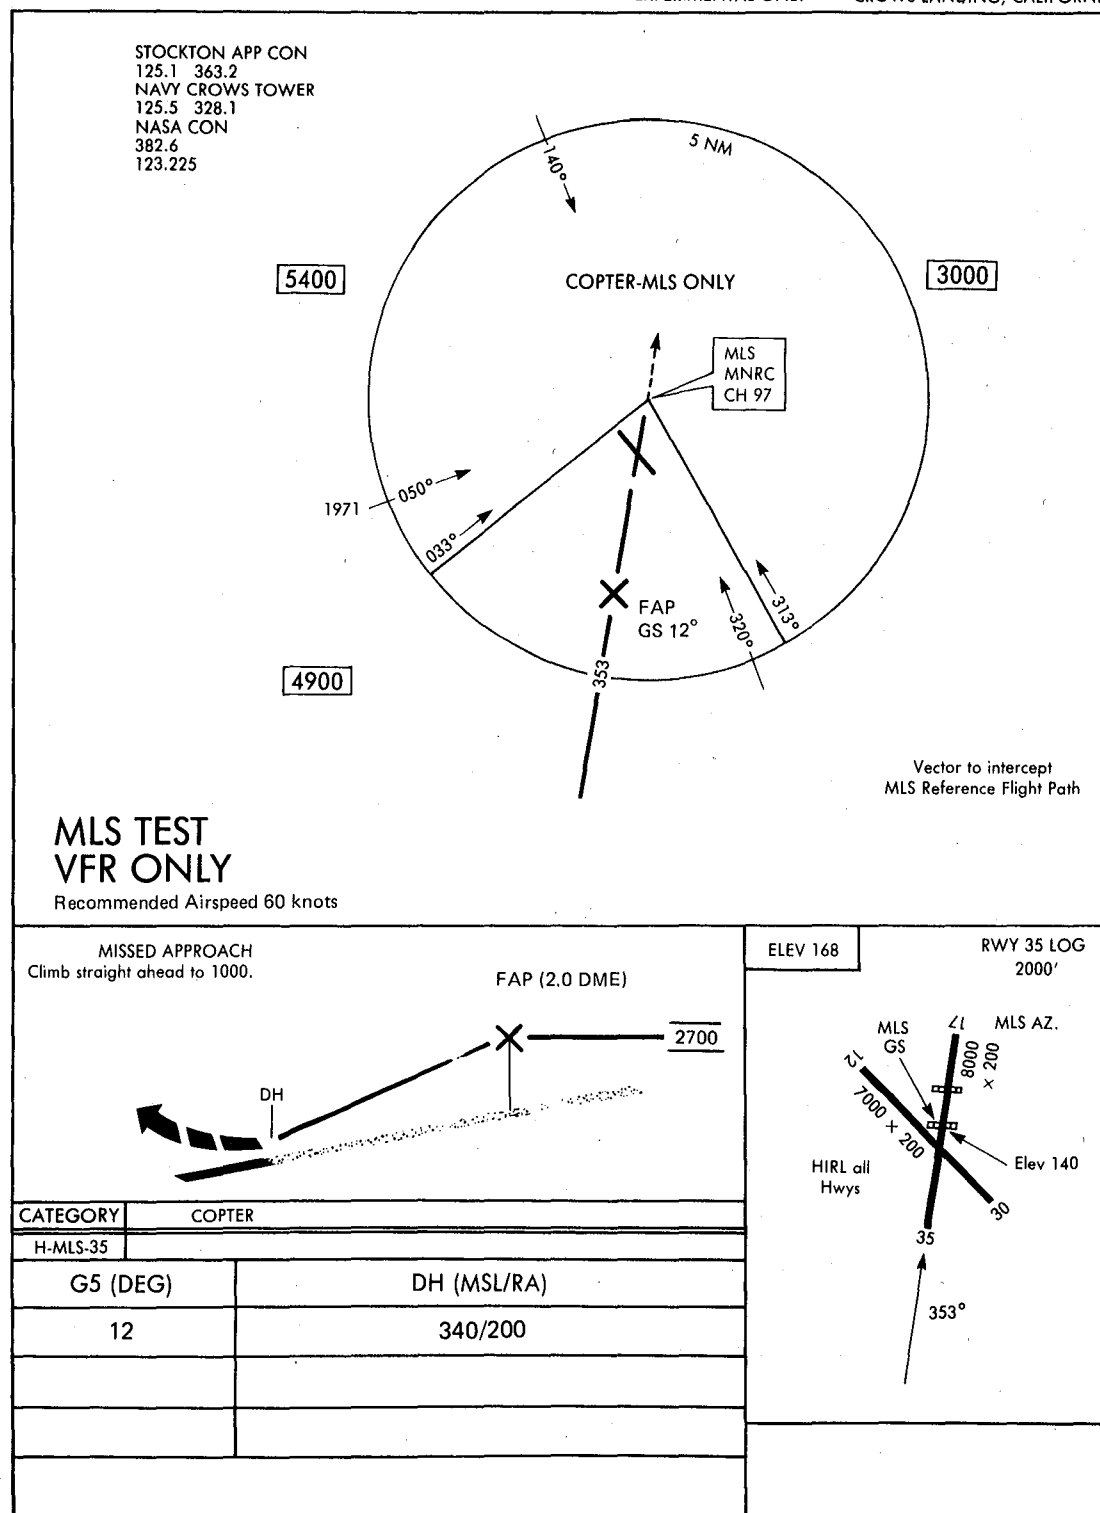 CROWS LANDING, CALIFORNIA
STOCKTON APP CON
125.1 363.2
NAVY CROWS TOWER
125.5 328.1
NASA CON
382.6
123.225
5 NM
140°
5400
COPTER-MLS ONLY
3000
MLS
MNRC
CH 97
1971
050°
033°
FAP
GS 12°
313°
320°
353
4900
Vector to intercept
MLS Reference Flight Path
MLS TEST
VFR ONLY
Recommended Airspeed 60 knots
MISSED APPROACH
Climb straight ahead to 1000.
FAP (2.0 DME)
2700
DH
ELEV 168
RWY 35 LOG
2000'
MLS
GS
17
MLS AZ.
8000
× 200
12
7000 × 200
HIRL all
Hwys
Elev 140
30
35
353°
CATEGORY COPTER
H-MLS-35
G5 (DEG) DH (MSL/RA)
12 340/200